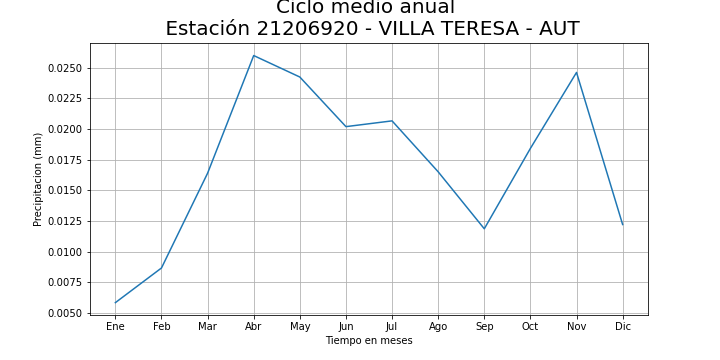 Ciclo medio anual
Estación 21206920 - VILLA TERESA - AUT
0.0250
0.0225
0.0200
0.0175
0.0150
0.0125
0.0100
0.0075
0.0050
Precipitacion (mm)
Ene Feb Mar Abr May Jun Jul Ago Sep Oct Nov Dic
Tiempo en meses